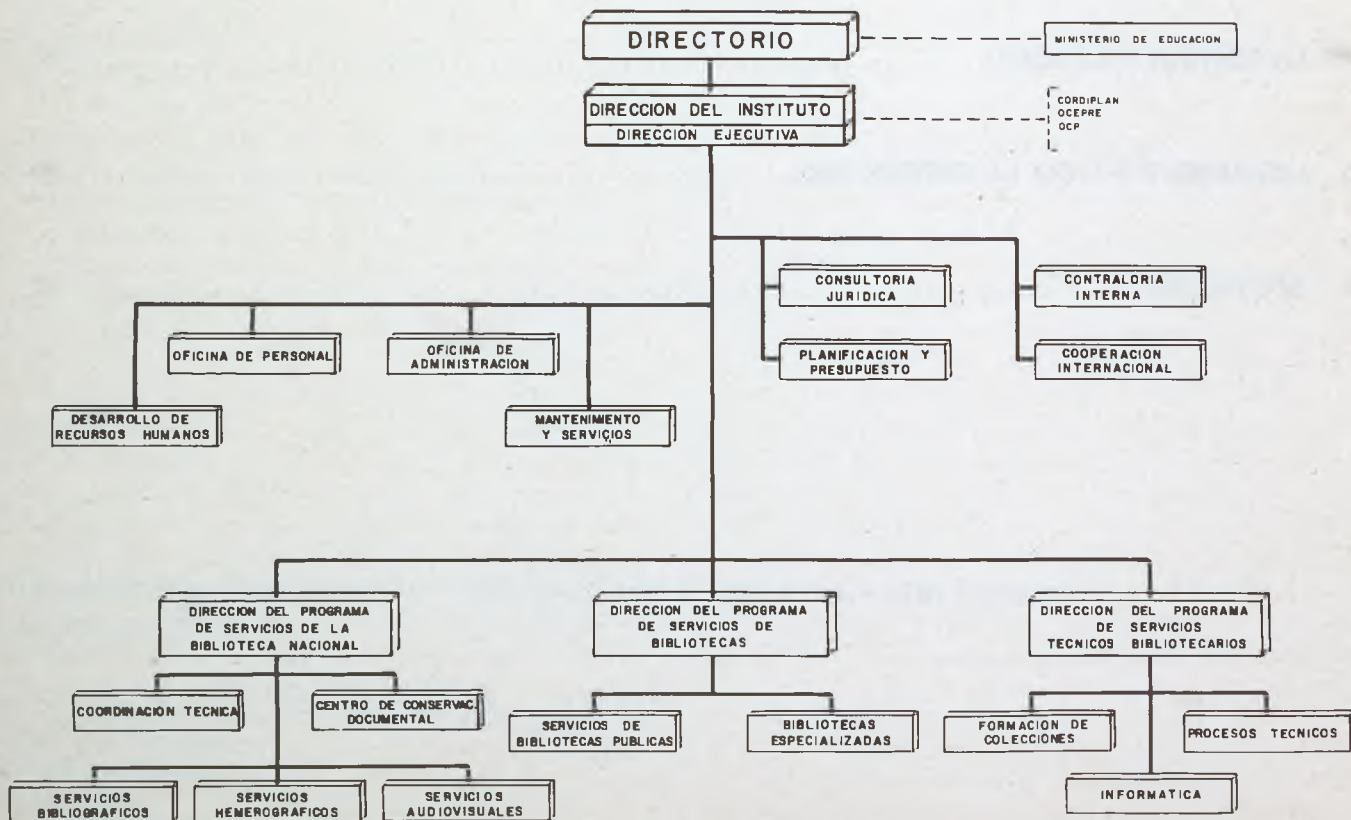 DIRECTORIO
MINISTERIO DE EDUCACION
DIRECCION DEL INSTITUTO
DIRECCION EJECUTIVA
CORDIPLAN
OCEPRE
OCP
CONSULTORIA
JURIDICA
CONTRALORIA
INTERNA
OFICINA DE PERSONAL
OFICINA DE
ADMINISTRACION
PLANIFICACION Y
PRESUPUESTO
COOPERACION
INTERNACIONAL
DESARROLLO DE
RECURSOS HUMANOS
MANTENIMIENTO
Y SERVICIOS
DIRECCION DEL PROGRAMA
DE SERVICIOS DE LA
BIBLIOTECA NACIONAL
DIRECCION DEL PROGRAMA
DE SERVICIOS DE
BIBLIOTECAS
DIRECCION DEL PROGRAMA
DE SERVICIOS
TECNICOS BIBLIOTECARIOS
COORDINACION TECNICA
CENTRO DE CONSERVAC.
DOCUMENTAL
SERVICIOS DE
BIBLIOTECAS PUBLICAS
BIBLIOTECAS
ESPECIALIZADAS
FORMACION DE
COLECCIONES
PROCESOS TECNICOS
SERVICIOS
BIBLIOGRAFICOS
SERVICIOS
HEMEROGRAFICOS
SERVICIOS
AUDIOVISUALES
INFORMATICA